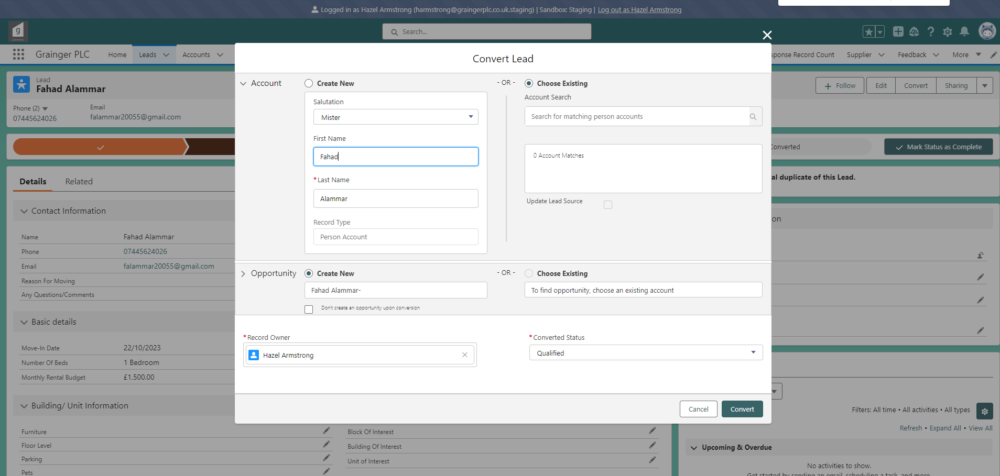 Logged in as Hazel Armstrong (harmstrong@graingerplc.co.uk.staging) | Sandbox: Staging | Log out as Hazel Armstrong
g
Search...
Grainger PLC
Home
Leads
Accounts
sponse Record Count
Supplier
Feedback
More
Lead
Fahad Alammar
Follow
Edit
Convert
Sharing
Phone (2)
07445624026
Email
falammar20055@gmail.com
Converted
Mark Status as Complete
Details
Related
al duplicate of this Lead.
Contact Information
Name
Fahad Alammar
Phone
07445624026
Email
falammar20055@gmail.com
Reason For Moving
Any Questions/Comments
Basic details
Move-In Date
22/10/2023
Number Of Beds
1 Bedroom
Monthly Rental Budget
£1,500.00
Building/ Unit Information
Furniture
Floor Level
Parking
Pets
Block Of Interest
Building Of Interest
Unit of Interest
Convert Lead
Account
Create New
- OR -
Choose Existing
Salutation
Mister
First Name
Fahad
*Last Name
Alammar
Record Type
Person Account
Account Search
Search for matching person accounts
0 Account Matches
Update Lead Source
Opportunity
Create New
- OR -
Choose Existing
Fahad Alammar-
To find opportunity, choose an existing account
Don't create an opportunity upon conversion
*Record Owner
Hazel Armstrong
*Converted Status
Qualified
Cancel
Convert
on
Filters: All time • All activities • All types
Refresh • Expand All • View All
Upcoming & Overdue
No activities to show.
Get started by sending an email, scheduling a task, and more.